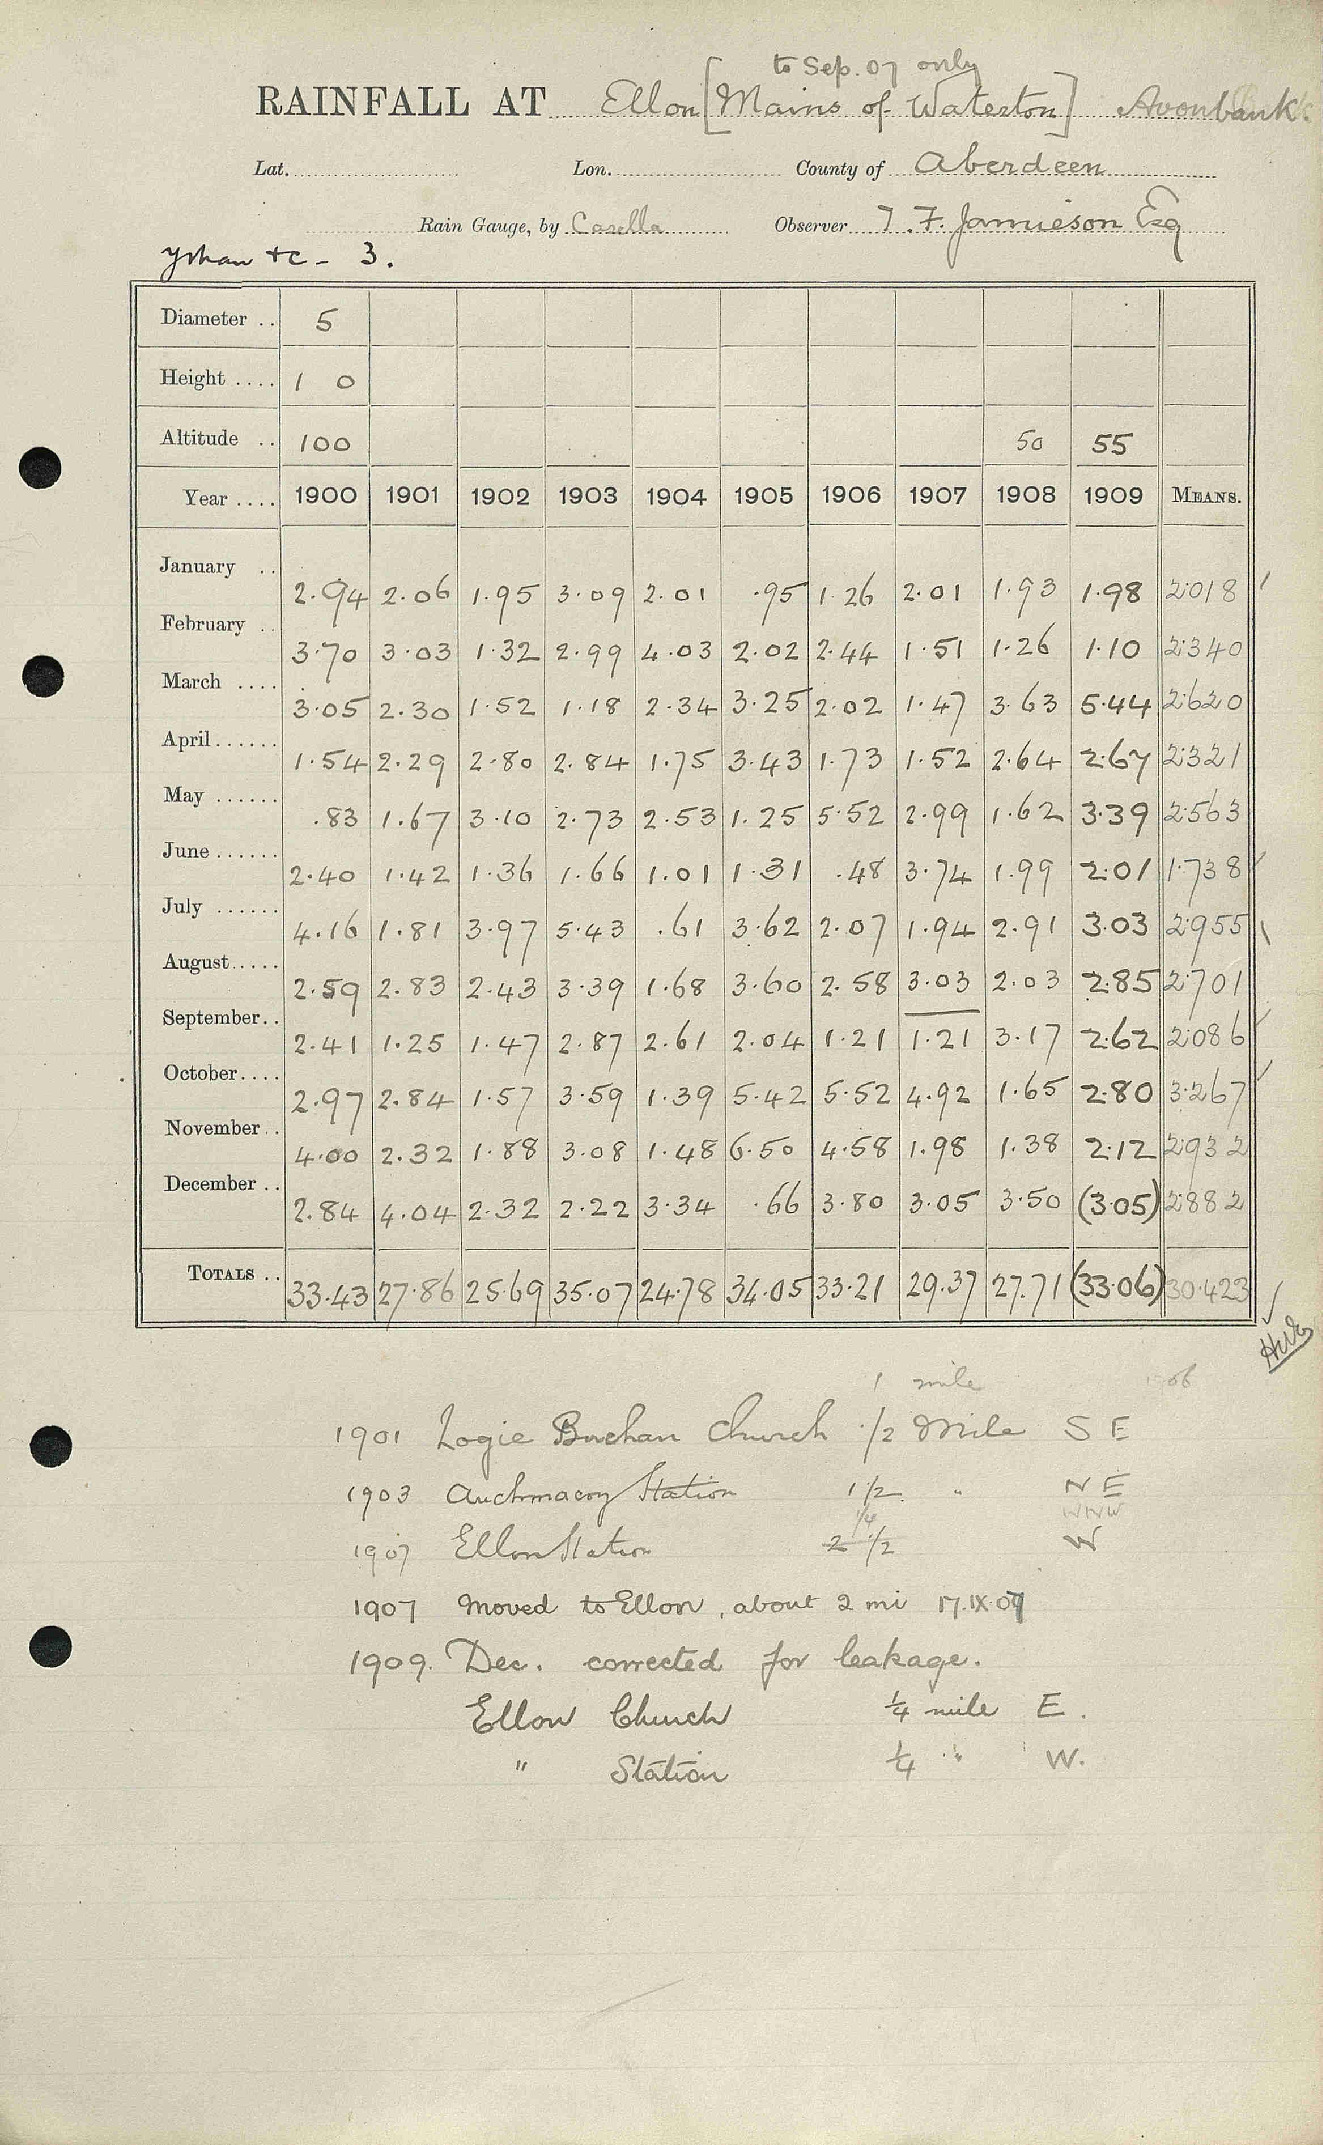 to Sep. 07 only
RAINFALL AT Ellon [Mains of Waterton] Avonbank
Lat. Lon. County of Aberdeen
Rain Gauge, by Casella Observer T. F. Jamieson Esq
Ythan &c - 3.
Diameter .. 5
Height .... 1 0
Altitude .. 100 50 55
Year .... 1900 1901 1902 1903 1904 1905 1906 1907 1908 1909 MEANS.
January .. 2.94 2.06 1.95 3.09 2.01 .95 1.26 2.01 1.93 1.98 2.018
February .. 3.70 3.03 1.32 2.99 4.03 2.02 2.44 1.51 1.26 1.10 2.340
March .... 3.05 2.30 1.52 1.18 2.34 3.25 2.02 1.47 3.63 5.44 2.620
April...... 1.54 2.29 2.80 2.84 1.75 3.43 1.73 1.52 2.64 2.67 2.321
May ...... .83 1.67 3.10 2.73 2.53 1.25 5.52 2.99 1.62 3.39 2.563
June ...... 2.40 1.42 1.36 1.66 1.01 1.31 .48 3.74 1.99 2.01 1.738
July ...... 4.16 1.81 3.97 5.43 .61 3.62 2.07 1.94 2.91 3.03 2.955
August..... 2.59 2.83 2.43 3.39 1.68 3.60 2.58 3.03 2.03 2.85 2.701
September.. 2.41 1.25 1.47 2.87 2.61 2.04 1.21 1.21 3.17 2.62 2.086
October.... 2.97 2.84 1.57 3.59 1.39 5.42 5.52 4.92 1.65 2.80 3.267
November.. 4.00 2.32 1.88 3.08 1.48 6.50 4.58 1.98 1.38 2.12 2.932
December .. 2.84 4.04 2.32 2.22 3.34 .66 3.80 3.05 3.50 (3.05) 2.882
TOTALS .. 33.43 27.86 25.69 35.07 24.78 34.05 33.21 29.37 27.71 (33.06) 30.423
1 mile
1901 Logie Buchan Church 1/2 Mile S E
1903 Auchmacoy Station 1 1/2 " N E
1/4 WNW
1907 Ellon Station 2 1/2 W
1907 Moved to Ellon, about 2 mi 17.IX.07
1909. Dec. corrected for leakage.
Ellon Church 1/4 mile E.
" Station 1/4 " W.